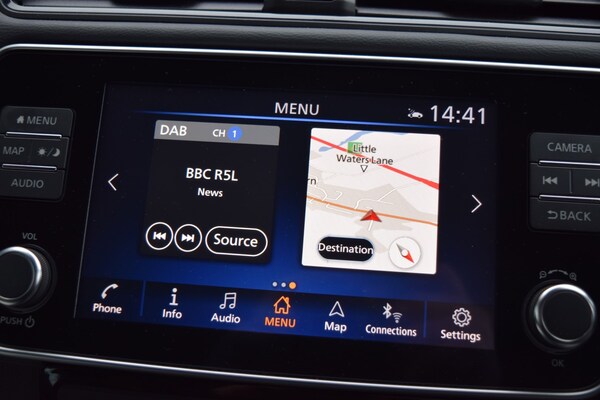 MENU
MAP
AUDIO
VOL
PUSH
MENU
14:41
DAB
CH 1
BBC R5L
News
Source
Little
Waters Lane
rn
Destination
Phone
Info
Audio
MENU
Map
Connections
Settings
CAMERA
BACK
OK